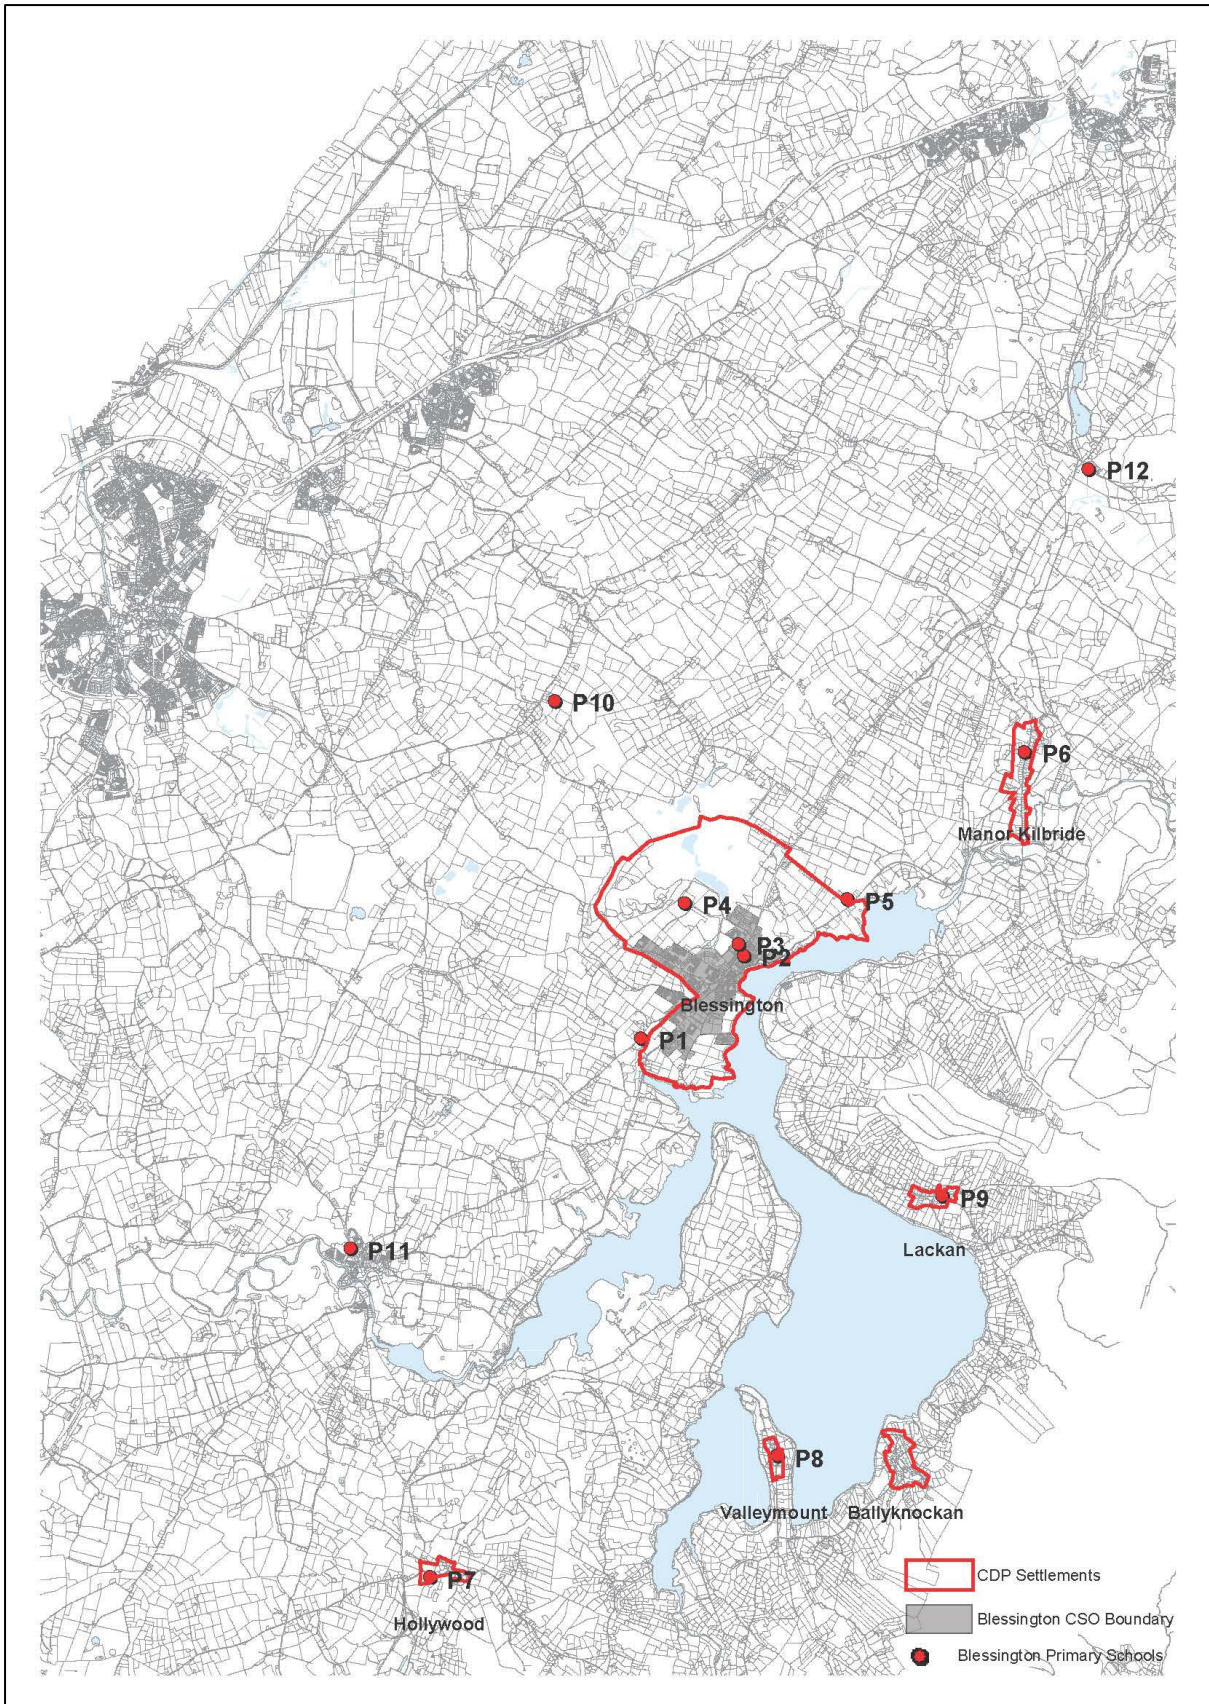 P12
P10
P6
Manor Kilbride
P5
P4
P3
P2
Blessington
P1
P9
Lackan
P11
P8
Valleymount
Ballyknockan
P7
Hollywood
CDP Settlements
Blessington CSO Boundary
Blessington Primary Schools